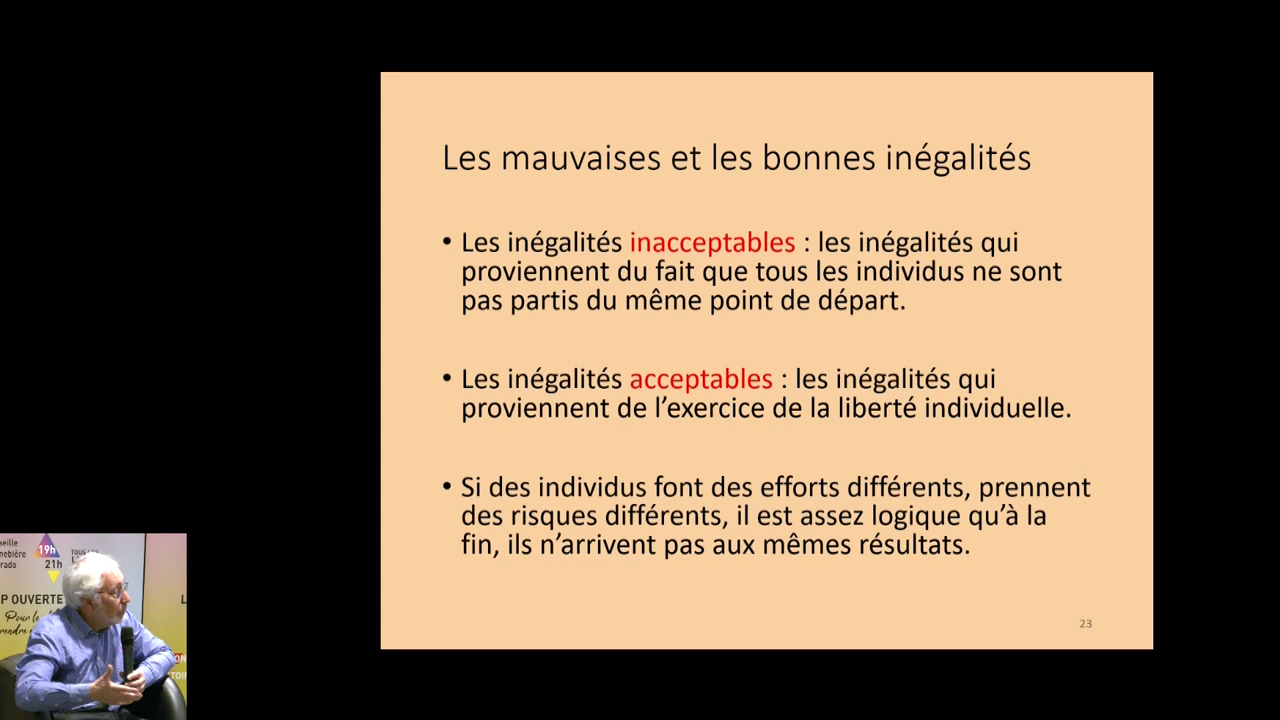 Les mauvaises et les bonnes inégalités
• Les inégalités inacceptables : les inégalités qui
proviennent du fait que tous les individus ne sont
pas partis du même point de départ.
• Les inégalités acceptables : les inégalités qui
proviennent de l’exercice de la liberté individuelle.
• Si des individus font des efforts différents, prennent
des risques différents, il est assez logique qu’à la
fin, ils n’arrivent pas aux mêmes résultats.
23
19h
21h
P OUVERTE